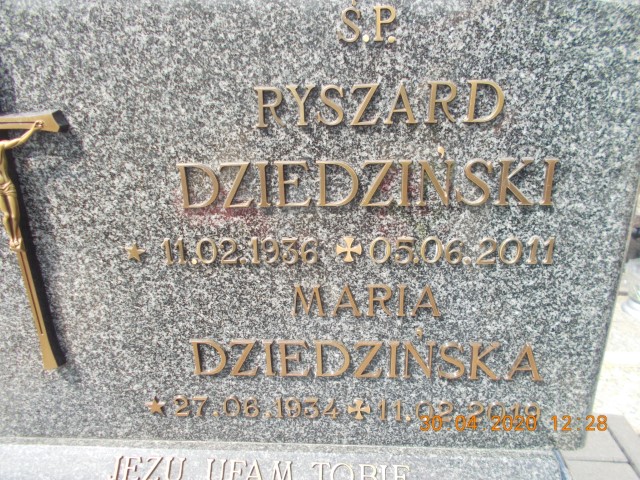 Ś.P.
RYSZARD
DZIEDZIŃSKI
11.02.1936 05.06.2011
MARIA
DZIEDZIŃSKA
27.06.1934
30 04 2020 12:28
JEZU UFAM TOBIE